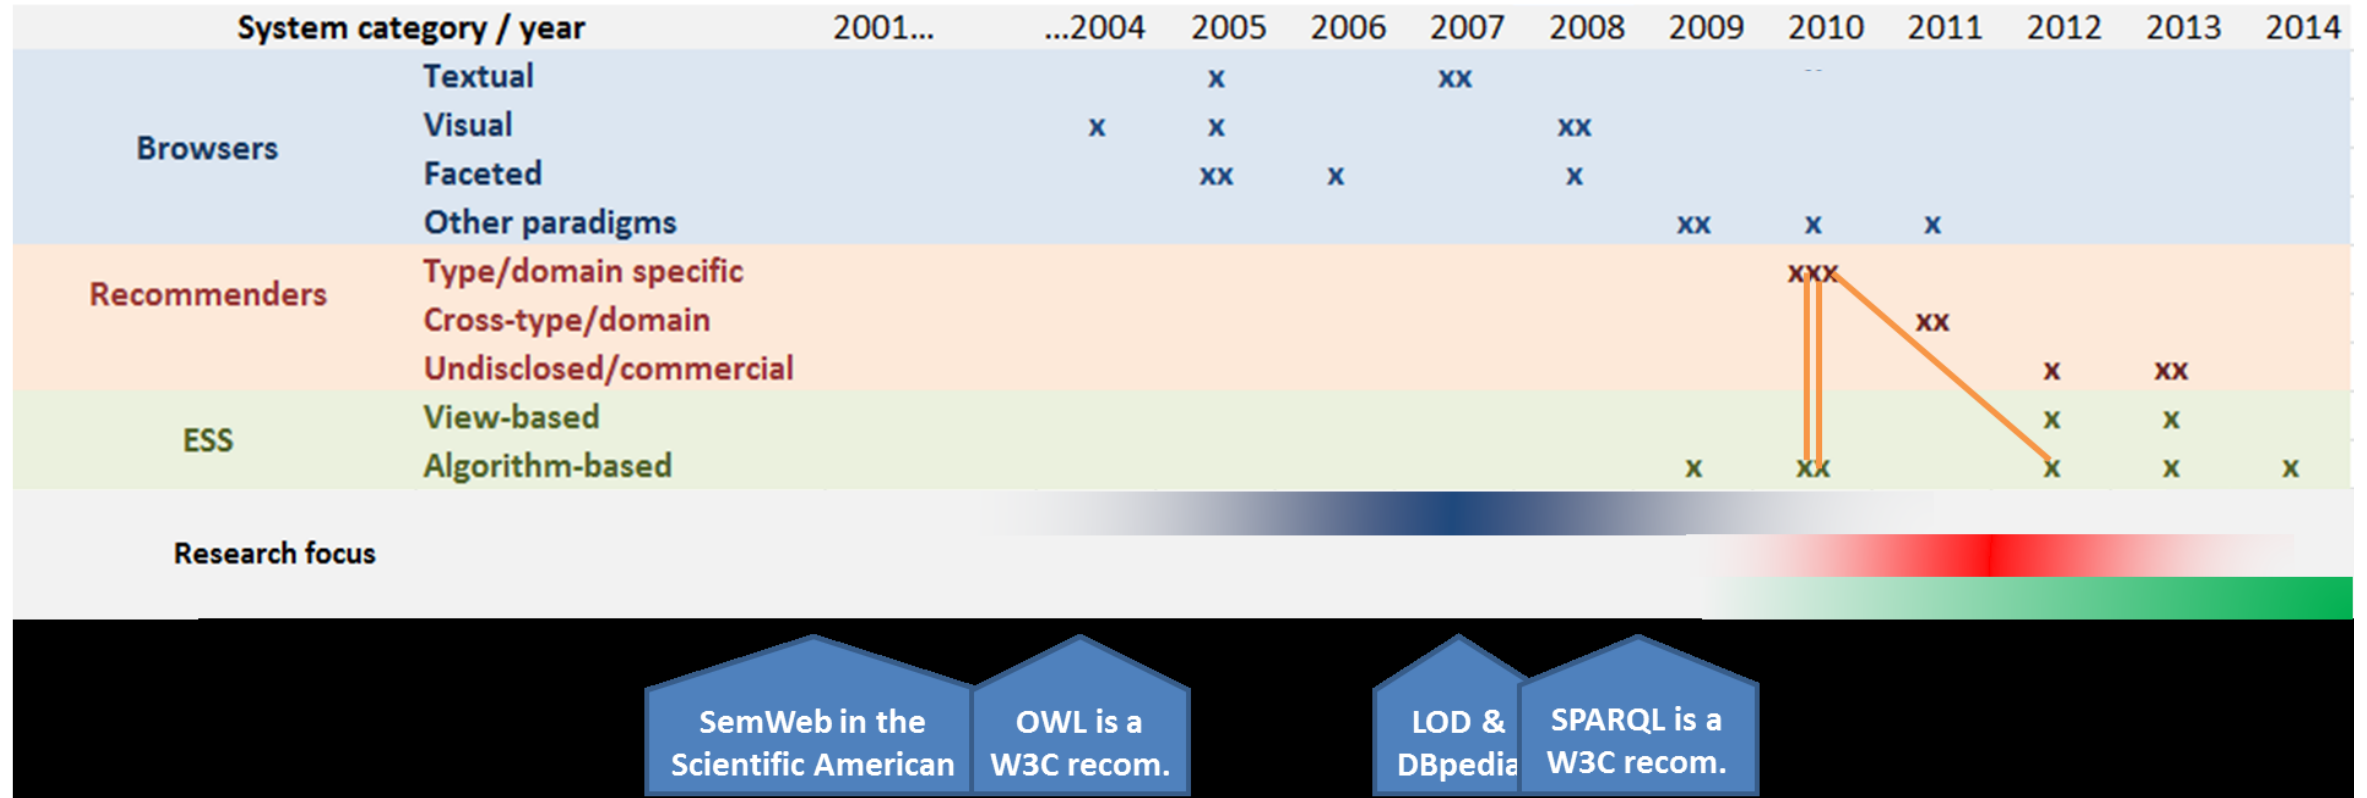 System category / year 2001... ...2004 2005 2006 2007 2008 2009 2010 2011 2012 2013 2014
Browsers
Textual x xx
Visual x x xx
Faceted xx x x
Other paradigms xx x x
Recommenders
Type/domain specific xxx
Cross-type/domain xx
Undisclosed/commercial x xx
ESS
View-based x x
Algorithm-based x xx x x x
Research focus
SemWeb in the
Scientific American
OWL is a
W3C recom.
LOD &
DBpedia
SPARQL is a
W3C recom.